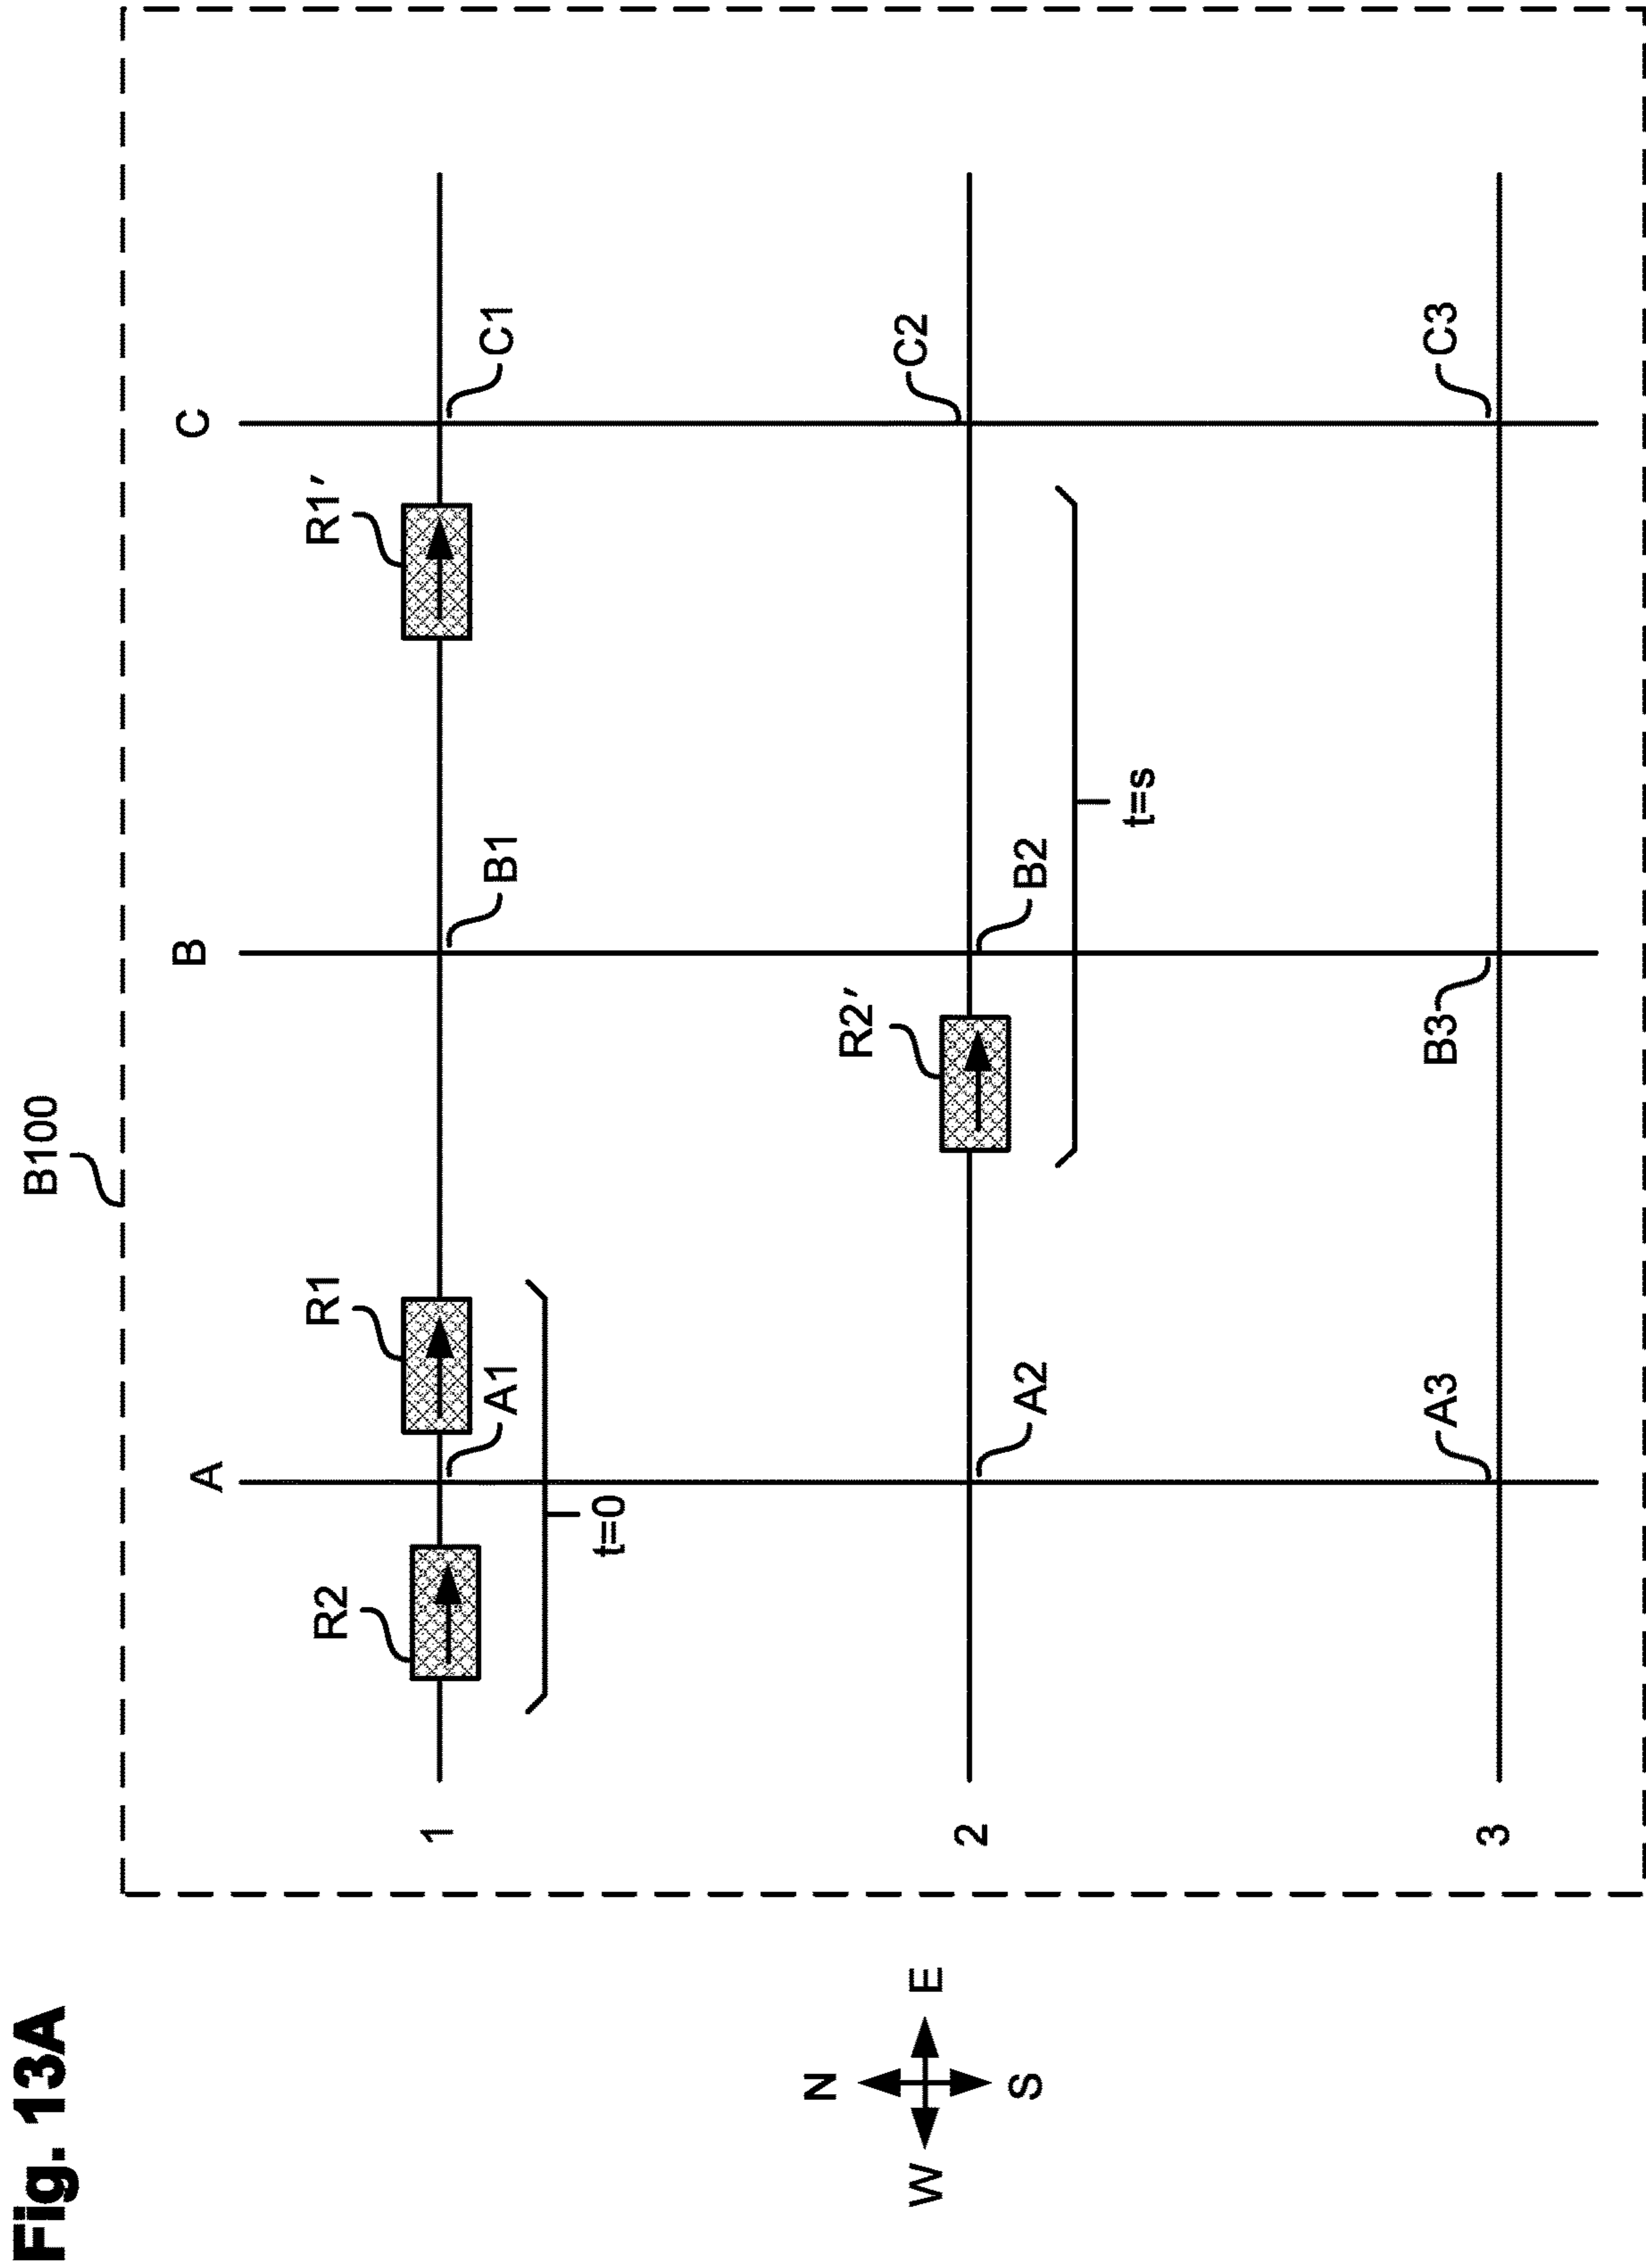 Fig. 13A
B100
A
B
C
R2
R1
R1′
1
A1
B1
C1
t=0
R2′
C2
2
A2
B2
t=s
B3
A3
C3
3
N
W
E
S